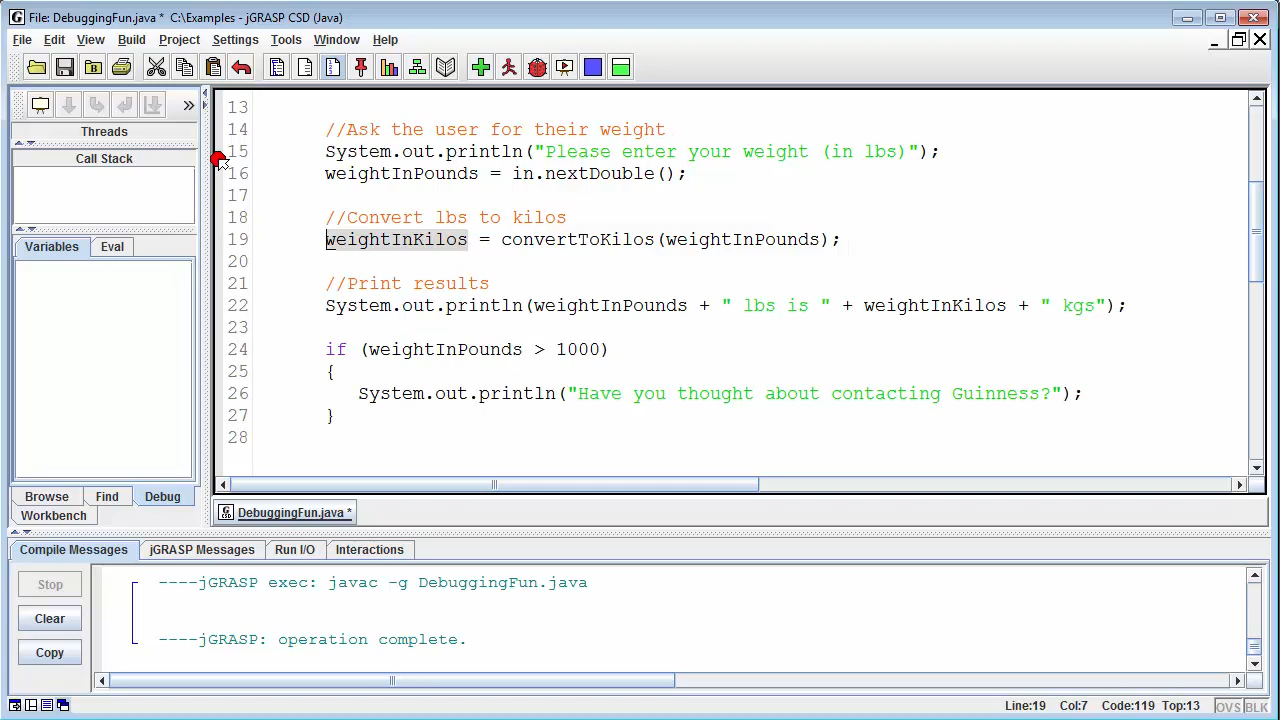 File: DebuggingFun.java *  C:\Examples - jGRASP CSD (Java)
File Edit View Build Project Settings Tools Window Help
»
Threads
Call Stack
Variables Eval
Browse Find Debug
Workbench
13
14 //Ask the user for their weight
15 System.out.println("Please enter your weight (in lbs)");
16 weightInPounds = in.nextDouble();
17
18 //Convert lbs to kilos
19 weightInKilos = convertToKilos(weightInPounds);
20
21 //Print results
22 System.out.println(weightInPounds + " lbs is " + weightInKilos + " kgs");
23
24 if (weightInPounds > 1000)
25 {
26 System.out.println("Have you thought about contacting Guinness?");
27 }
28
DebuggingFun.java *
Compile Messages jGRASP Messages Run I/O Interactions
Stop
Clear
Copy
----jGRASP exec: javac -g DebuggingFun.java
----jGRASP: operation complete.
Line:19 Col:7 Code:119 Top:13 OVS BLK